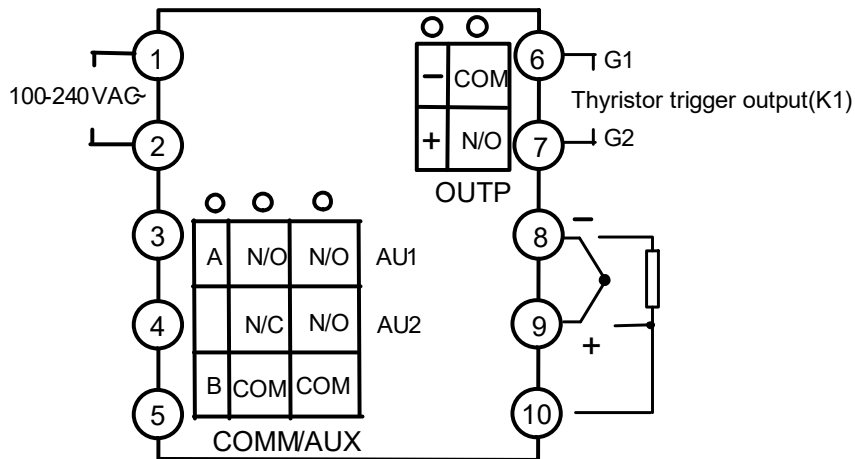 1
100-240VAC~
2
3
4
5
− COM
+ N/O
OUTP
A N/O N/O AU1
N/C N/O AU2
B COM COM
COMM/AUX
6 G1
Thyristor trigger output(K1)
7 G2
8 −
9 +
10